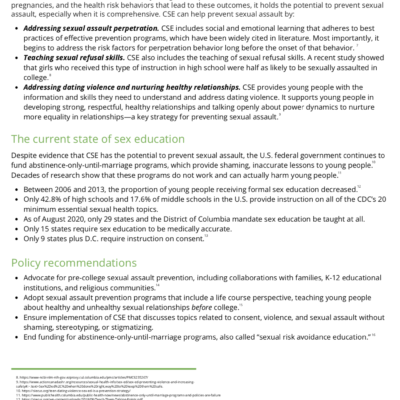 pregnancies, and the health risk behaviors that lead to these outcomes, it holds the potential to prevent sexual
assault, especially when it is comprehensive. CSE can help prevent sexual assault by:
• Addressing sexual assault perpetration. CSE includes social and emotional learning that adheres to best
practices of effective prevention programs, which have been widely cited in literature. Most importantly, it
begins to address the risk factors for perpetration behavior long before the onset of that behavior. 7
• Teaching sexual refusal skills. CSE also includes the teaching of sexual refusal skills. A recent study showed
that girls who received this type of instruction in high school were half as likely to be sexually assaulted in
college.8
• Addressing dating violence and nurturing healthy relationships. CSE provides young people with the
information and skills they need to understand and address dating violence. It supports young people in
developing strong, respectful, healthy relationships and talking openly about power dynamics to nurture
more equality in relationships—a key strategy for preventing sexual assault.9
The current state of sex education
Despite evidence that CSE has the potential to prevent sexual assault, the U.S. federal government continues to
fund abstinence-only-until-marriage programs, which provide shaming, inaccurate lessons to young people.10
Decades of research show that these programs do not work and can actually harm young people.11
• Between 2006 and 2013, the proportion of young people receiving formal sex education decreased.12
• Only 42.8% of high schools and 17.6% of middle schools in the U.S. provide instruction on all of the CDC's 20
minimum essential sexual health topics.
• As of August 2020, only 29 states and the District of Columbia mandate sex education be taught at all.
• Only 15 states require sex education to be medically accurate.
• Only 9 states plus D.C. require instruction on consent.13
Policy recommendations
• Advocate for pre-college sexual assault prevention, including collaborations with families, K-12 educational
institutions, and religious communities.14
• Adopt sexual assault prevention programs that include a life course perspective, teaching young people
about healthy and unhealthy sexual relationships before college.15
• Ensure implementation of CSE that discusses topics related to consent, violence, and sexual assault without
shaming, stereotyping, or stigmatizing.
• End funding for abstinence-only-until-marriage programs, also called "sexual risk avoidance education." 16